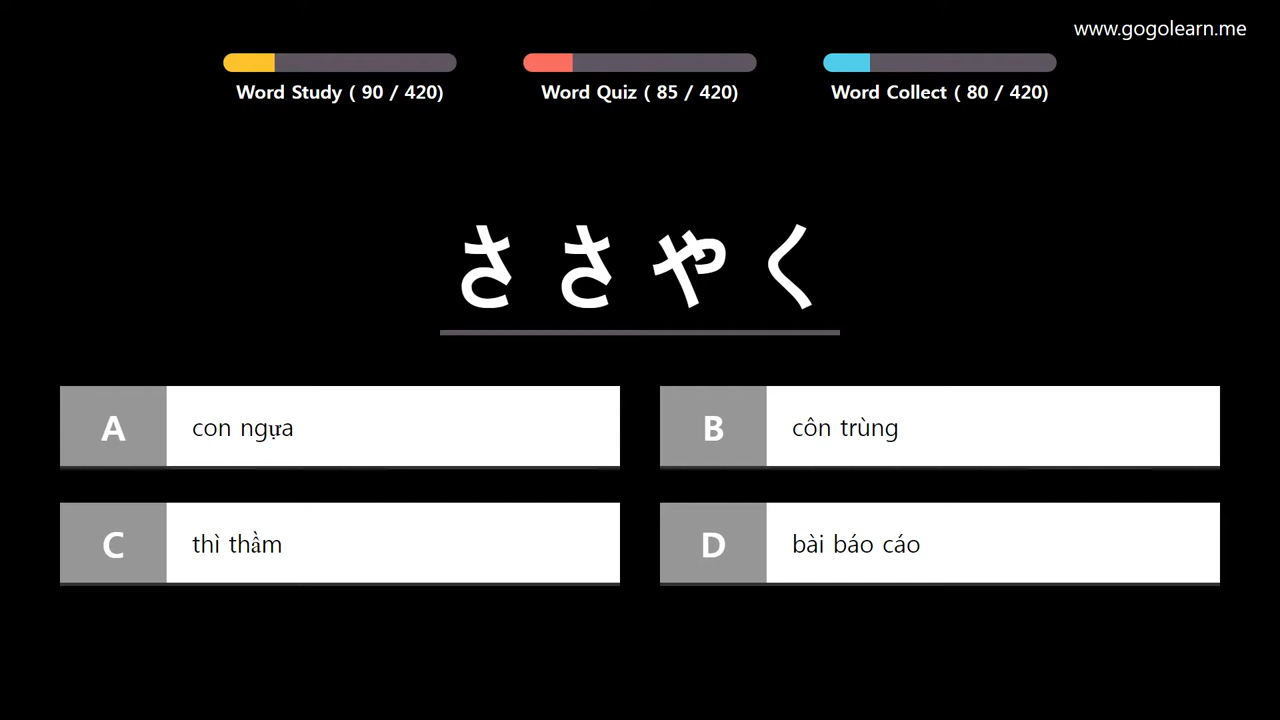 www.gogolearn.me
Word Study ( 90 / 420)
Word Quiz ( 85 / 420)
Word Collect ( 80 / 420)
ささやく
A con ngựa
B côn trùng
C thì thầm
D bài báo cáo